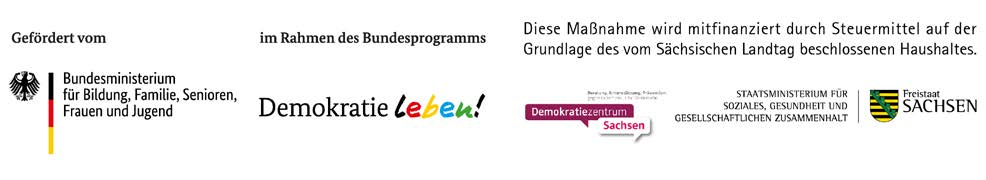 Gefördert vom
Bundesministerium
für Bildung, Familie, Senioren,
Frauen und Jugend
im Rahmen des Bundesprogramms
Demokratie leben!
Diese Maßnahme wird mitfinanziert durch Steuermittel auf der
Grundlage des vom Sächsischen Landtag beschlossenen Haushaltes.
Demokratiezentrum
Sachsen
STAATSMINISTERIUM FÜR
SOZIALES, GESUNDHEIT UND
GESELLSCHAFTLICHEN ZUSAMMENHALT
Freistaat
SACHSEN